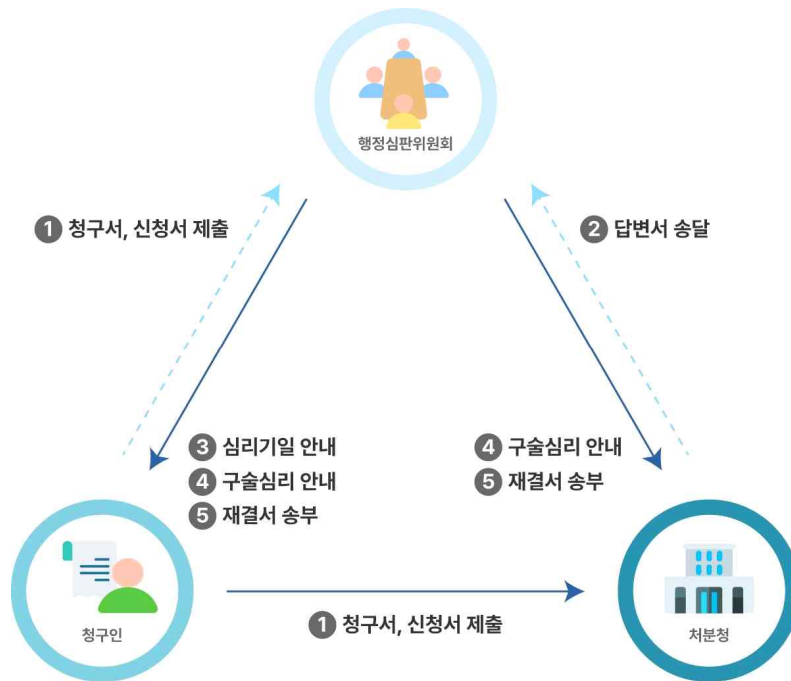 행정심판위원회
1 청구서, 신청서 제출
2 답변서 송달
3 심리기일 안내
4 구술심리 안내
5 재결서 송부
4 구술심리 안내
5 재결서 송부
청구인
1 청구서, 신청서 제출
처분청